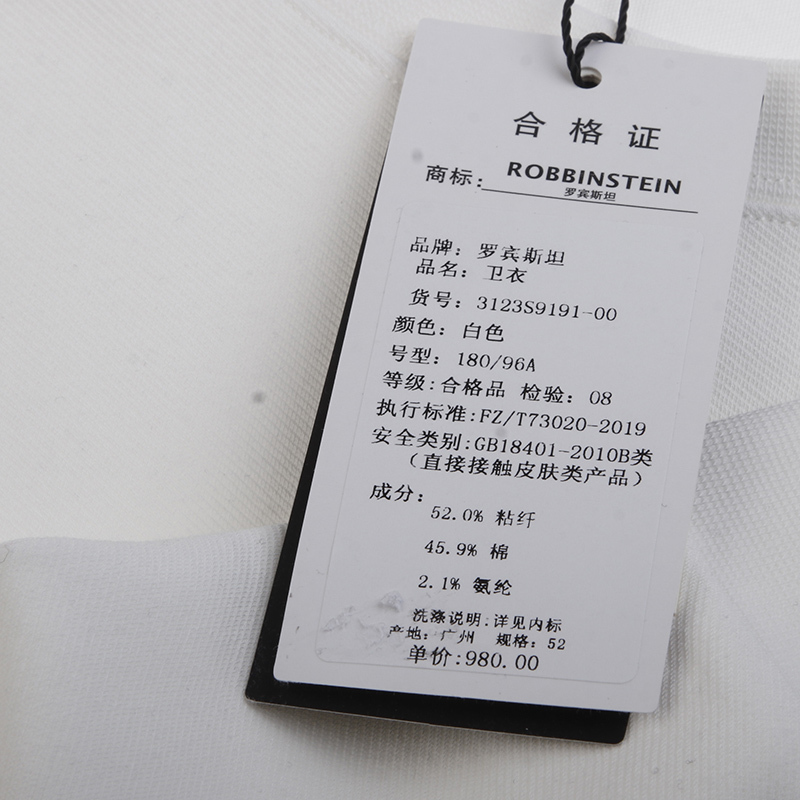 合格证
商标: ROBBINSTEIN
罗宾斯坦
品牌: 罗宾斯坦
品名: 卫衣
货号: 3123S9191-00
颜色: 白色
号型: 180/96A
等级:合格品 检验: 08
执行标准:FZ/T73020-2019
安全类别:GB18401-2010B类
（直接接触皮肤类产品）
成分:
52.0% 粘纤
45.9% 棉
2.1% 氨纶
洗涤说明:详见内标
产地:广州 规格:52
单价:980.00